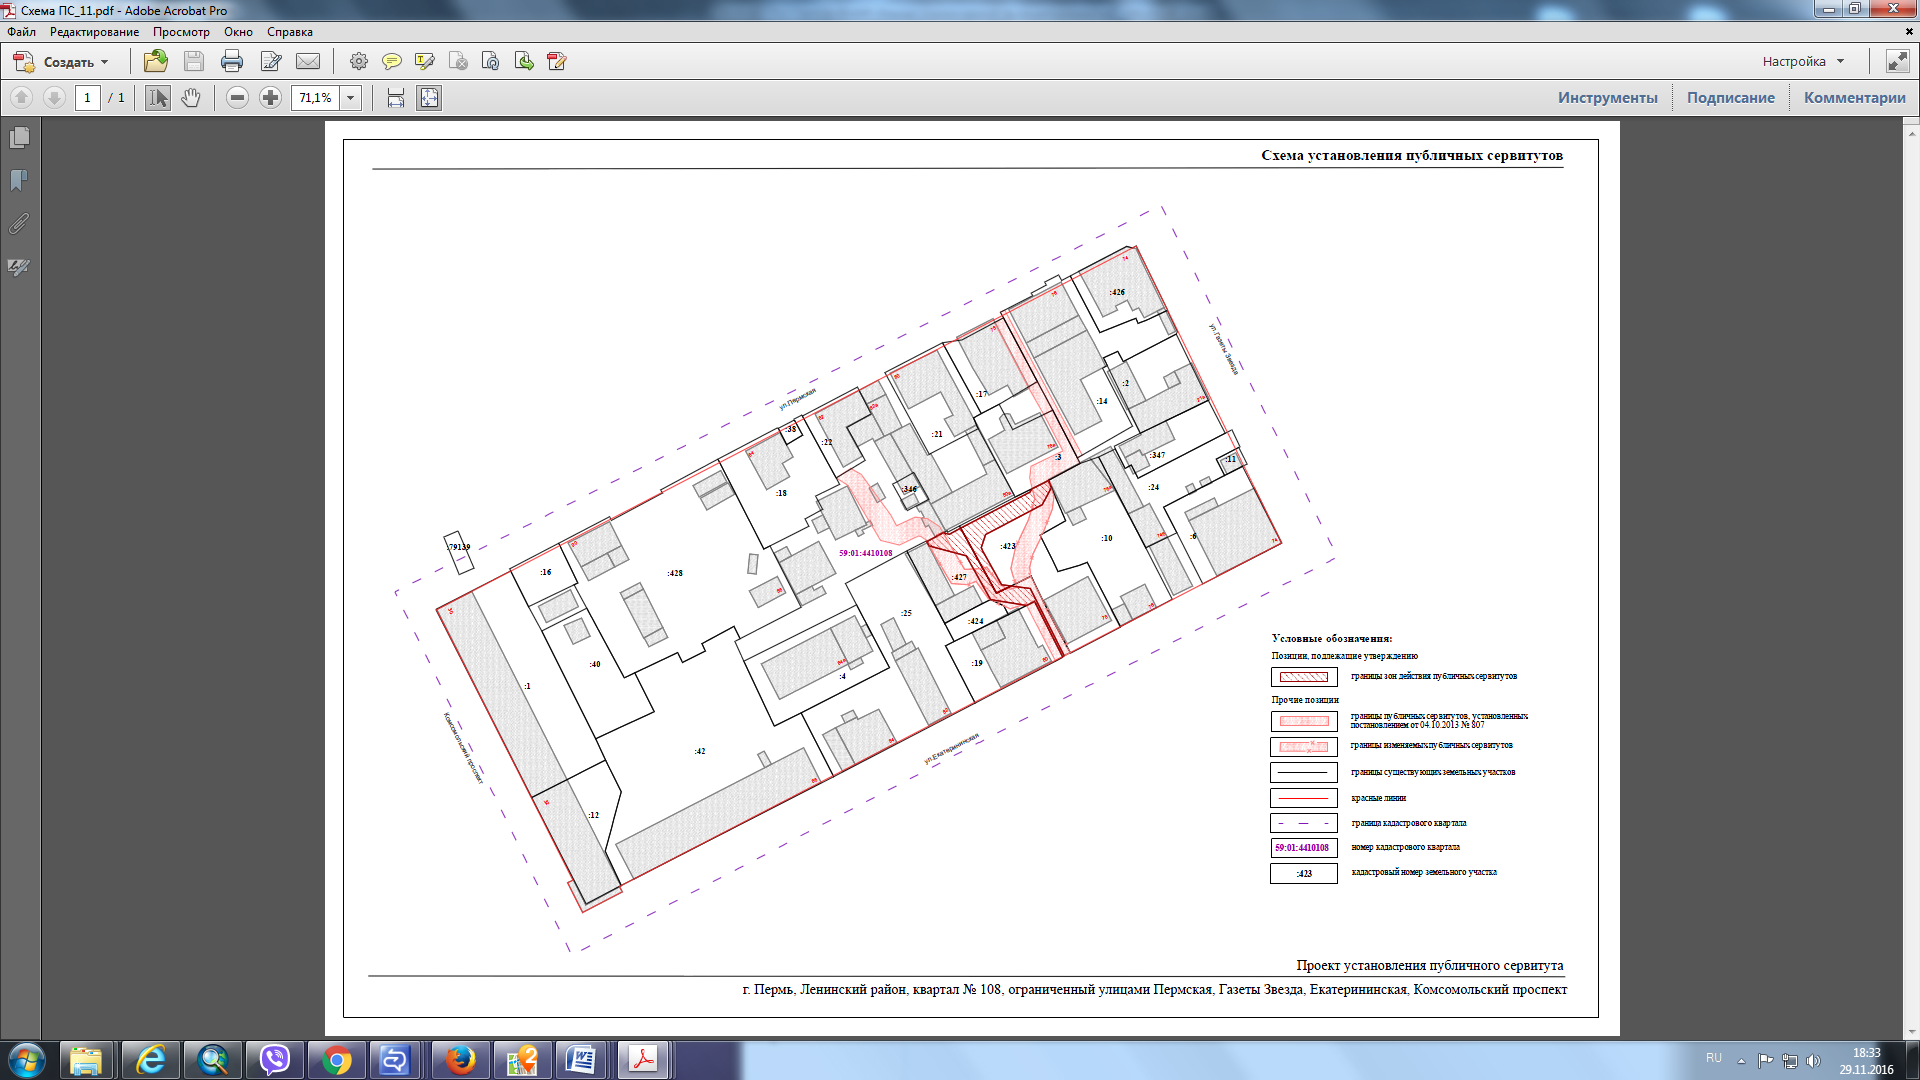 Схема ПС_11.pdf - Adobe Acrobat Pro
Файл Редактирование Просмотр Окно Справка
Создать
Настройка
1 / 1
71,1%
Инструменты Подписание Комментарии
Схема установления публичных сервитутов
ул.Пермская
ул.Газеты Звезда
ул.Екатерининская
Комсомольский проспект
:426
:2
:14
:17
:21
:22
:38
:18
:346
:3
:347
:11
:24
:6
:10
:423
:427
:424
:19
:25
:4
:428
:16
:79139
:40
:1
:42
:12
59:01:4410108
Условные обозначения:
Позиции, подлежащие утверждению
границы зон действия публичных сервитутов
Прочие позиции
границы публичных сервитутов, установленных
постановлением от 04.10.2013 № 807
границы изменяемых публичных сервитутов
границы существующих земельных участков
красные линии
граница кадастрового квартала
59:01:4410108 номер кадастрового квартала
:423 кадастровый номер земельного участка
Проект установления публичного сервитута
г. Пермь, Ленинский район, квартал № 108, ограниченный улицами Пермская, Газеты Звезда, Екатерининская, Комсомольский проспект
RU
18:33
29.11.2016